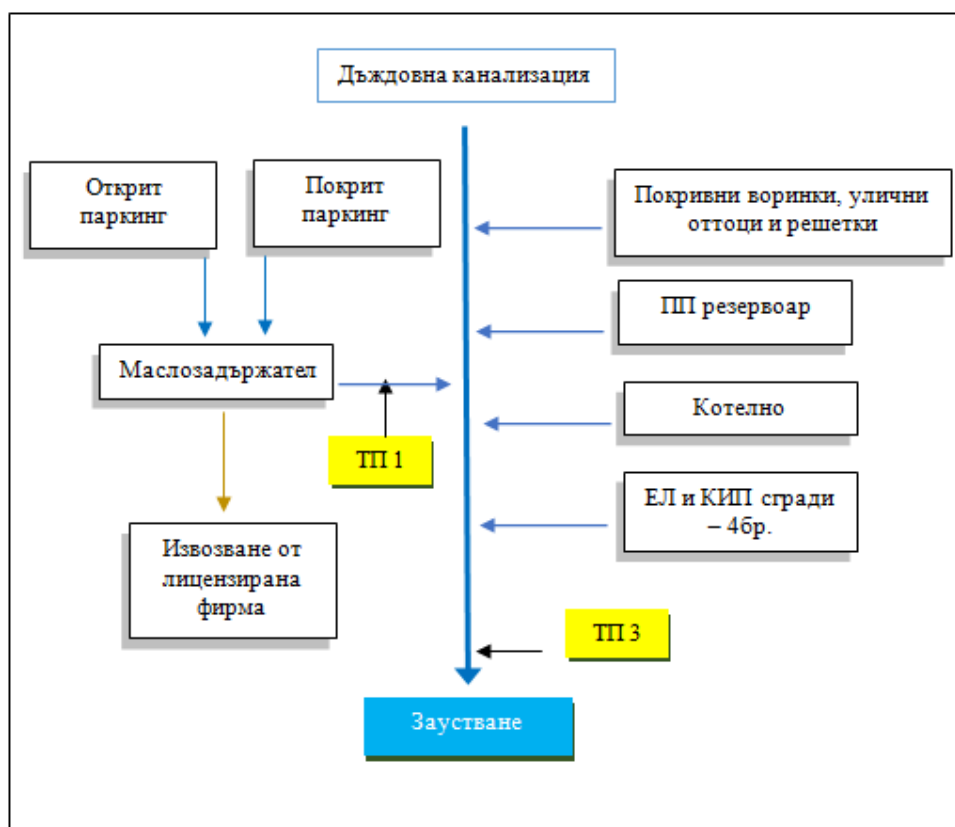 Дъждовна канализация
Открит
паркинг
Покрит
паркинг
Покривни воринки, улични
оттоци и решетки
ПП резервоар
Маслозадържател
Котелно
ТП 1
ЕЛ и КИП сгради
– 4бр.
Извозване от
лицензирана
фирма
ТП 3
Заустване